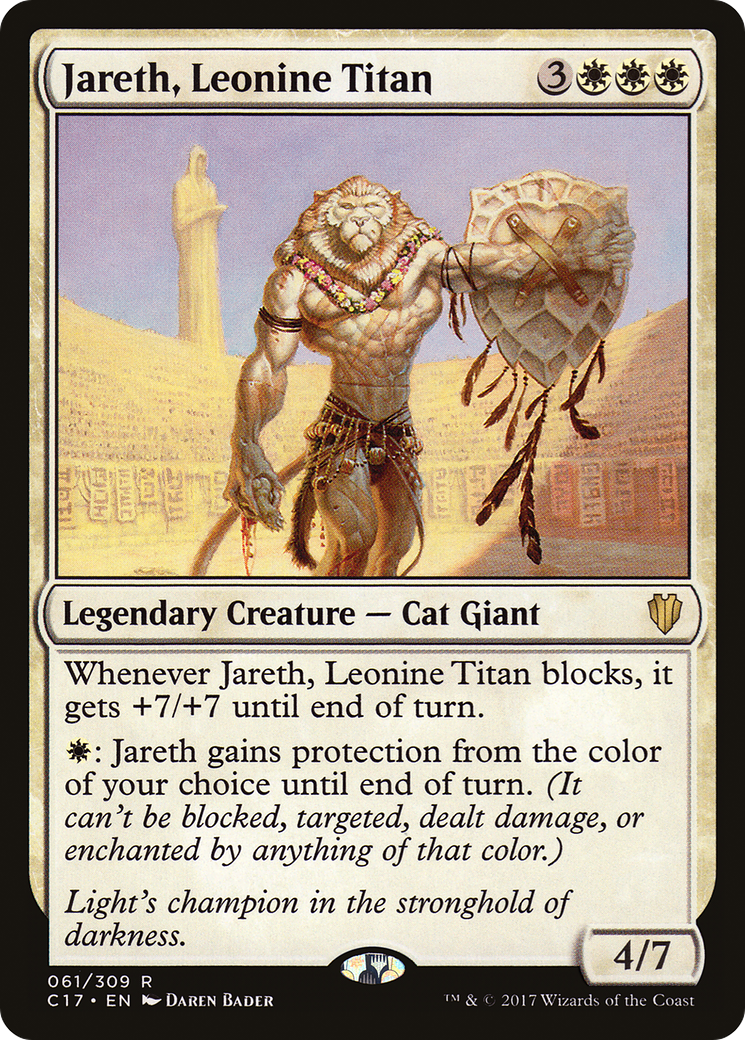 Jareth, Leonine Titan 3
Legendary Creature — Cat Giant
Whenever Jareth, Leonine Titan blocks, it
gets +7/+7 until end of turn.
: Jareth gains protection from the color
of your choice until end of turn. (It
can't be blocked, targeted, dealt damage, or
enchanted by anything of that color.)
Light's champion in the stronghold of
darkness.
4/7
061/309 R
C17 • EN Daren Bader
™ & © 2017 Wizards of the Coast